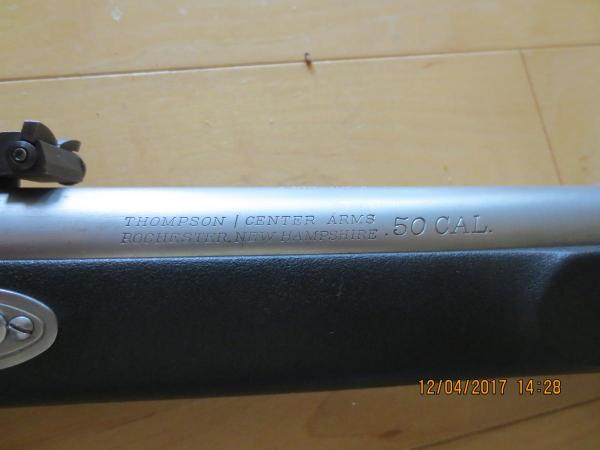 THOMPSON / CENTER ARMS
ROCHESTER, NEW HAMPSHIRE
.50 CAL.
12/04/2017 14:28